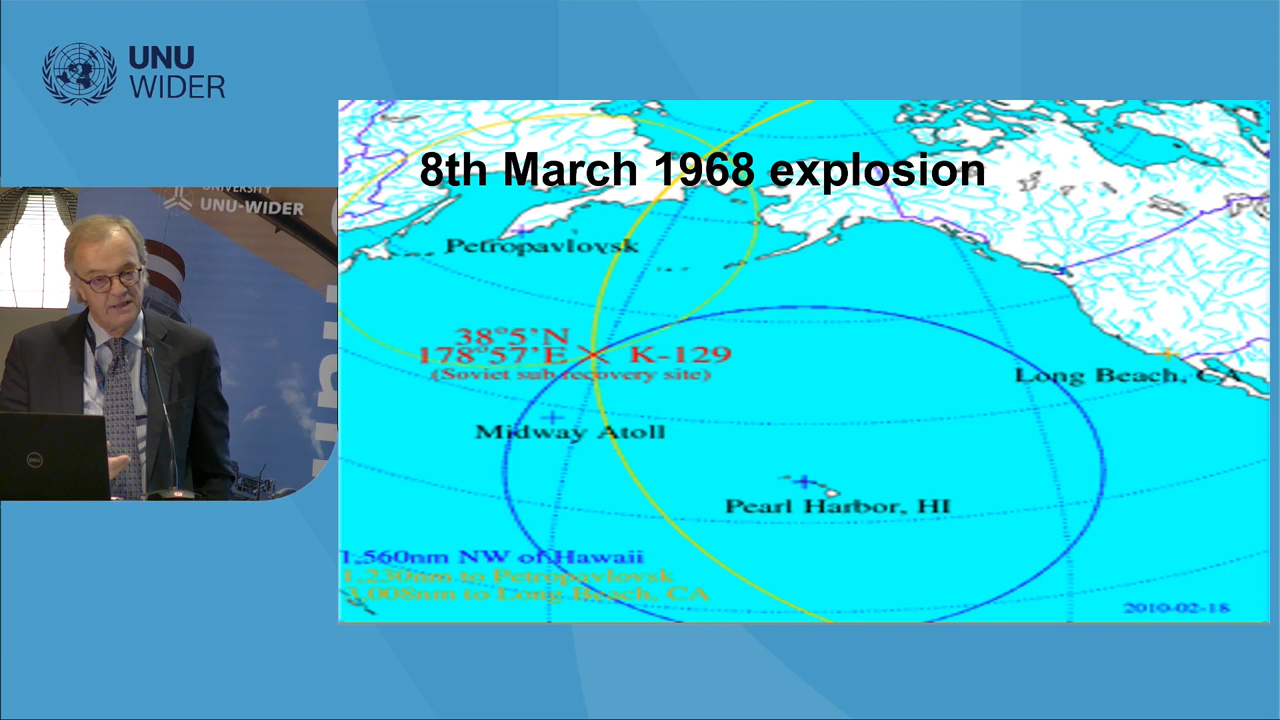 UNU
WIDER
8th March 1968 explosion
UNIVERSITY
UNU-WIDER
Petropavlovsk
38°5'N
178°57'E K-129
(Soviet sub recovery site)
Long Beach, CA
Midway Atoll
Pearl Harbor, HI
DELL
1,560nm NW of Hawaii
1,230nm to Petropavlovsk
3,008nm to Long Beach, CA
2010-02-18